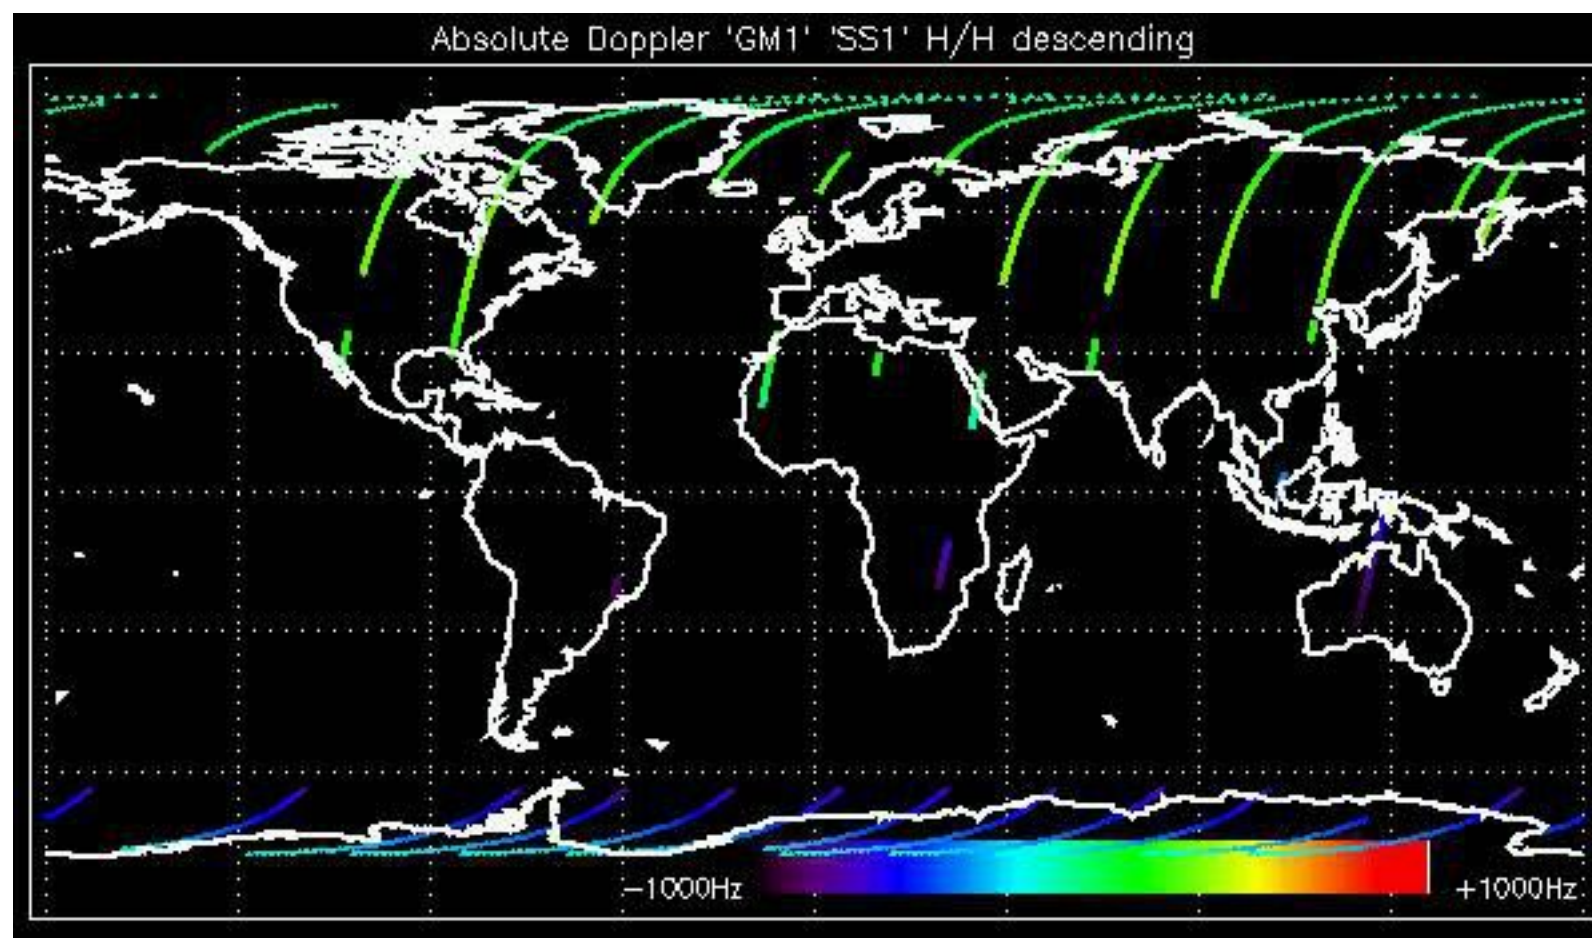 Absolute Doppler 'GM1' 'SS1' H/H descending
-1000Hz
+1000Hz